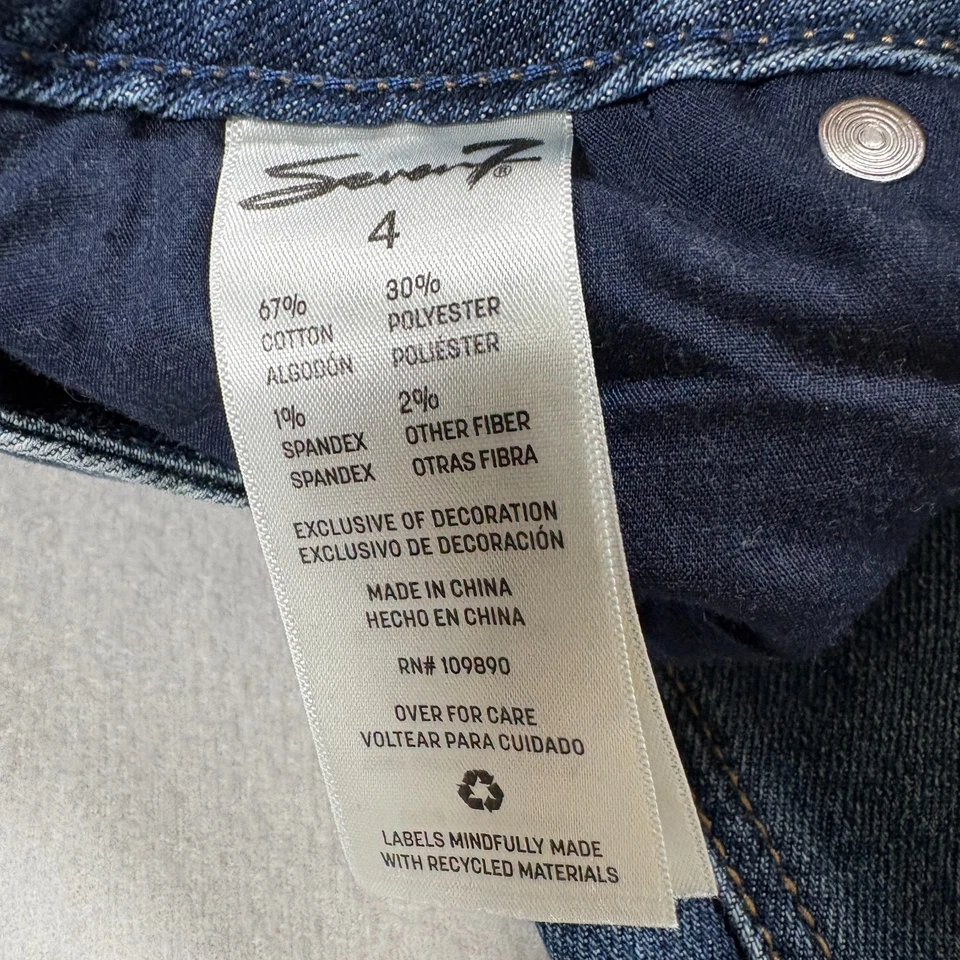 Seven7®
4
67% 30%
COTTON POLYESTER
ALGODÓN POLIÉSTER
1% 2%
SPANDEX OTHER FIBER
SPANDEX OTRAS FIBRA
EXCLUSIVE OF DECORATION
EXCLUSIVO DE DECORACIÓN
MADE IN CHINA
HECHO EN CHINA
RN# 109890
OVER FOR CARE
VOLTEAR PARA CUIDADO
LABELS MINDFULLY MADE
WITH RECYCLED MATERIALS